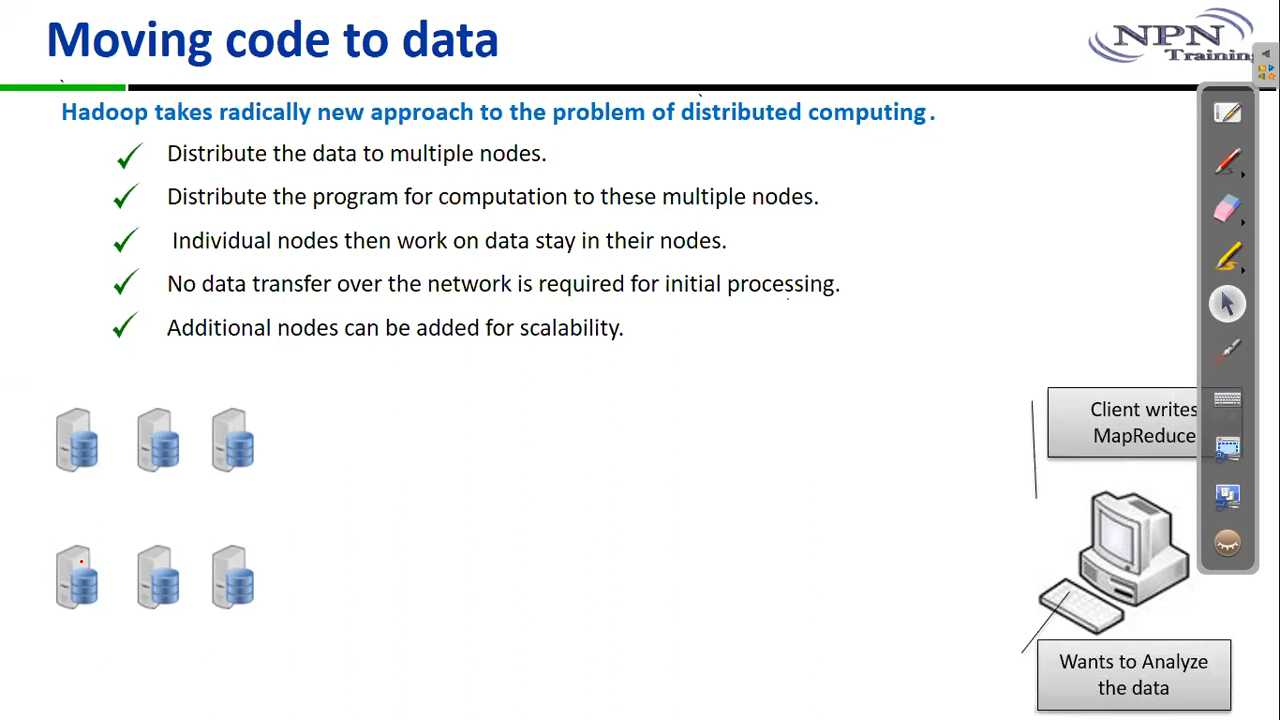 Moving code to data
NPN
Training
Hadoop takes radically new approach to the problem of distributed computing.
Distribute the data to multiple nodes.
Distribute the program for computation to these multiple nodes.
Individual nodes then work on data stay in their nodes.
No data transfer over the network is required for initial processing.
Additional nodes can be added for scalability.
Client writes
MapReduce
Wants to Analyze
the data